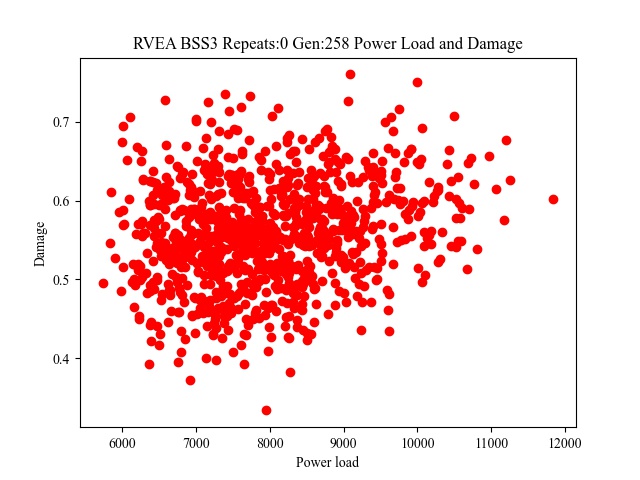 RVEA BSS3 Repeats:0 Gen:258 Power Load and Damage
Damage
0.7
0.6
0.5
0.4
6000 7000 8000 9000 10000 11000 12000
Power load